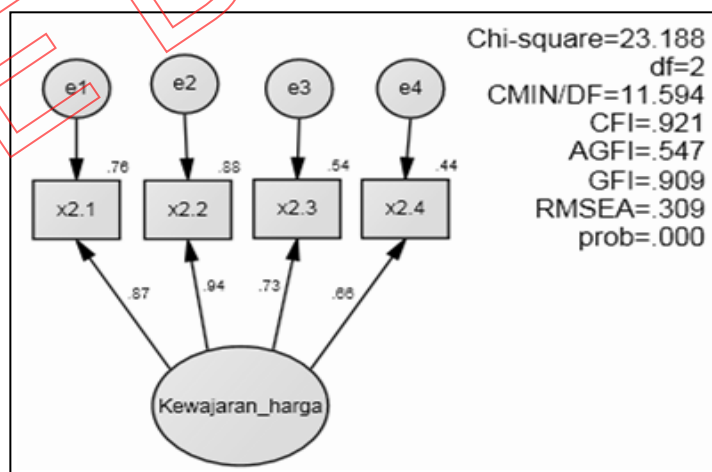 Chi-square=23.188
df=2
CMIN/DF=11.594
CFI=.921
AGFI=.547
GFI=.909
RMSEA=.309
prob=.000
e1 e2 e3 e4
.76 .88 .54 .44
x2.1 x2.2 x2.3 x2.4
.87 .94 .73 .66
Kewajaran_harga